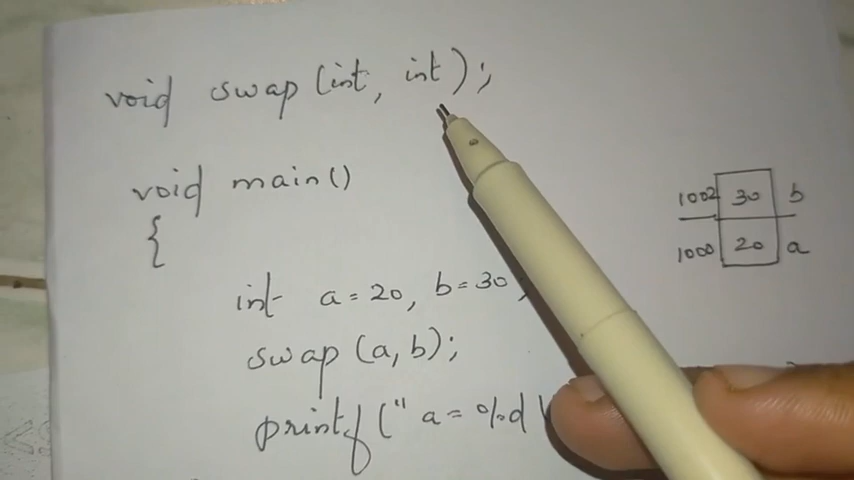 void swap (int, int);
void main()
{
int a = 20, b = 30;
swap (a, b);
printf (" a = %d \
1002 30 b
1000 20 a